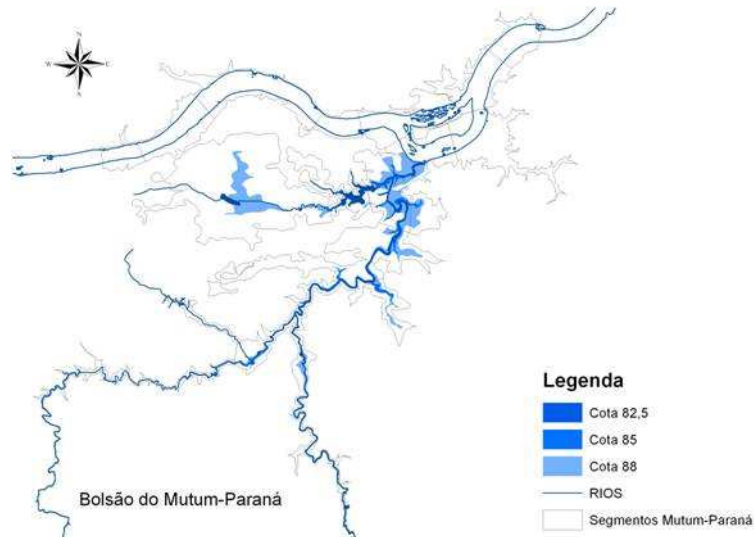 N
W
E
S
Legenda
Cota 82,5
Cota 85
Cota 88
RIOS
Segmentos Mutum-Paraná
Bolsão do Mutum-Paraná